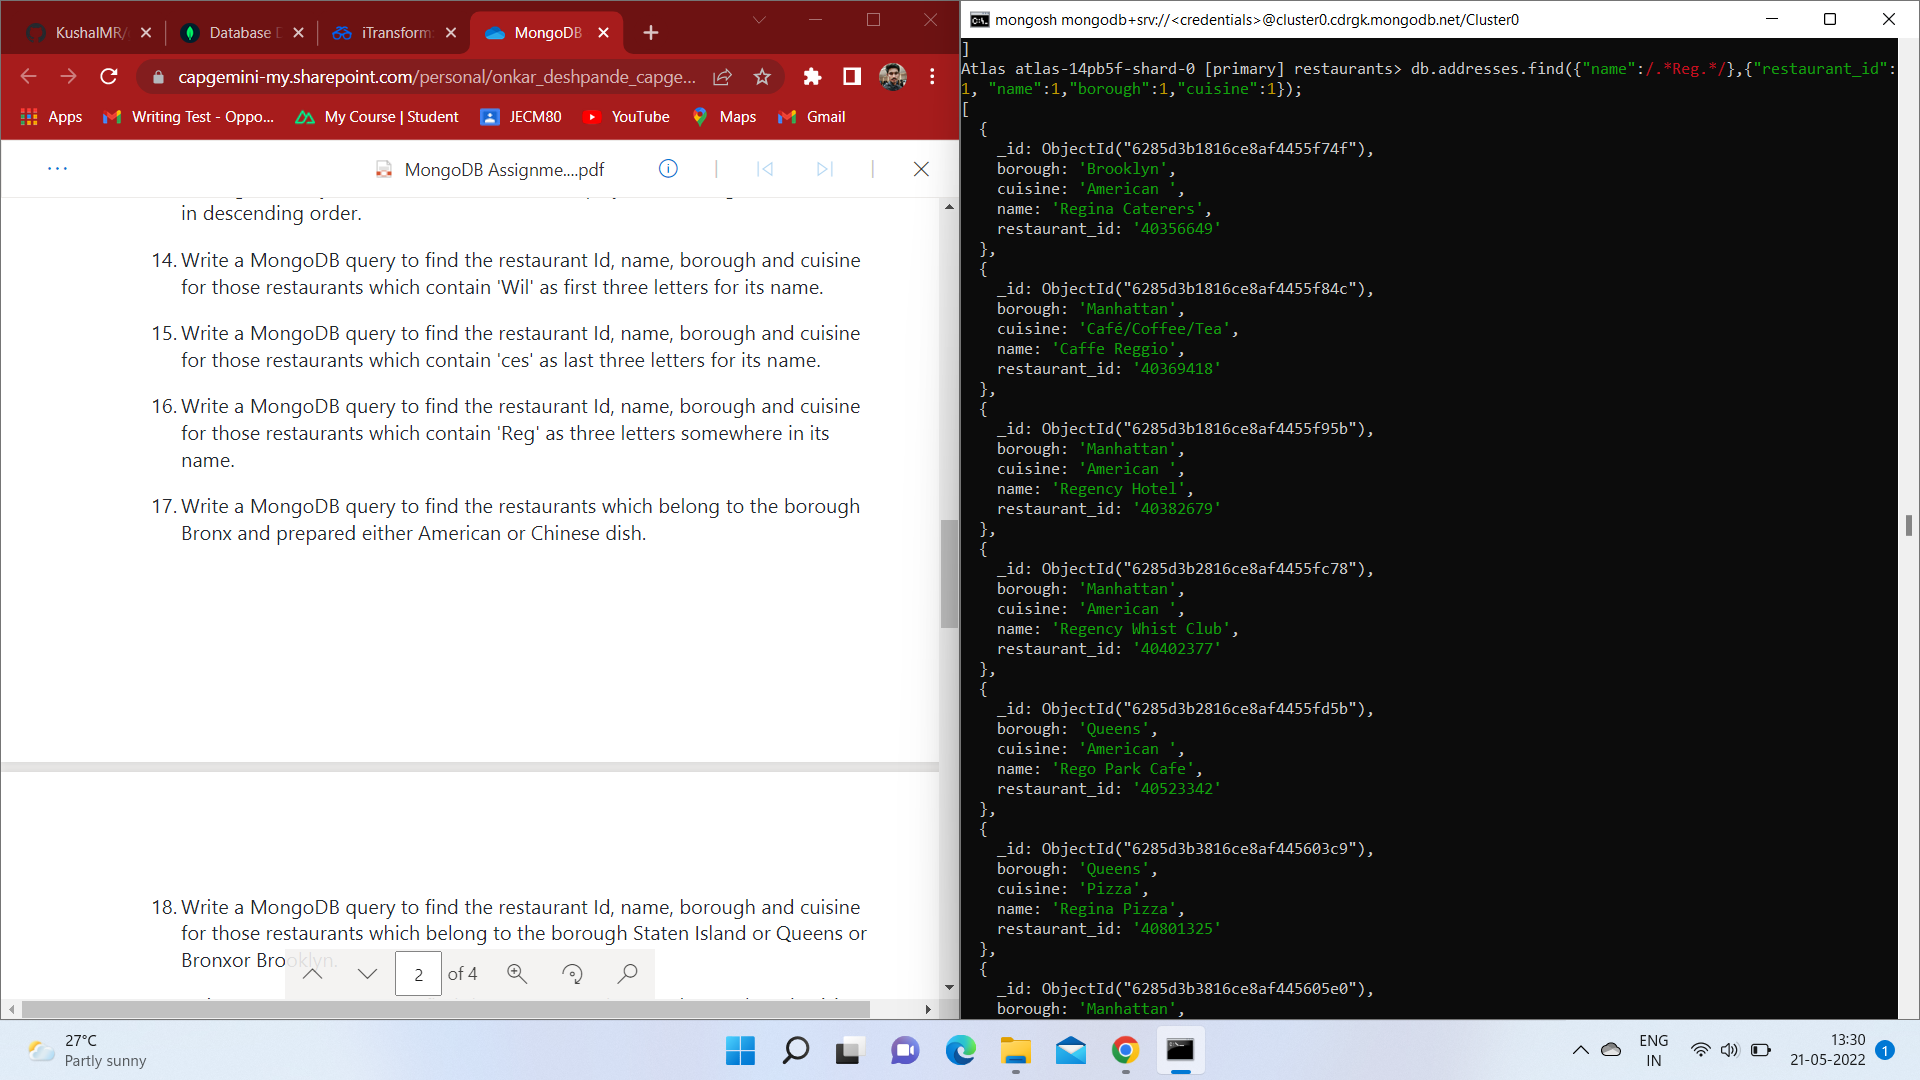 KushalMR/
Database D
iTransform
MongoDB
capgemini-my.sharepoint.com/personal/onkar_deshpande_capge...
Apps
Writing Test - Oppo...
My Course | Student
JECM80
YouTube
Maps
Gmail
MongoDB Assignme....pdf
in descending order.
14. Write a MongoDB query to find the restaurant Id, name, borough and cuisine
for those restaurants which contain 'Wil' as first three letters for its name.
15. Write a MongoDB query to find the restaurant Id, name, borough and cuisine
for those restaurants which contain 'ces' as last three letters for its name.
16. Write a MongoDB query to find the restaurant Id, name, borough and cuisine
for those restaurants which contain 'Reg' as three letters somewhere in its
name.
17. Write a MongoDB query to find the restaurants which belong to the borough
Bronx and prepared either American or Chinese dish.
18. Write a MongoDB query to find the restaurant Id, name, borough and cuisine
for those restaurants which belong to the borough Staten Island or Queens or
Bronxor Brooklyn.
2 of 4
mongosh mongodb+srv://<credentials>@cluster0.cdrgk.mongodb.net/Cluster0
]
Atlas atlas-14pb5f-shard-0 [primary] restaurants> db.addresses.find({"name":/.*Reg.*/},{"restaurant_id":
1, "name":1,"borough":1,"cuisine":1});
[
{
_id: ObjectId("6285d3b1816ce8af4455f74f"),
borough: 'Brooklyn',
cuisine: 'American ',
name: 'Regina Caterers',
restaurant_id: '40356649'
},
{
_id: ObjectId("6285d3b1816ce8af4455f84c"),
borough: 'Manhattan',
cuisine: 'Café/Coffee/Tea',
name: 'Caffe Reggio',
restaurant_id: '40369418'
},
{
_id: ObjectId("6285d3b1816ce8af4455f95b"),
borough: 'Manhattan',
cuisine: 'American ',
name: 'Regency Hotel',
restaurant_id: '40382679'
},
{
_id: ObjectId("6285d3b2816ce8af4455fc78"),
borough: 'Manhattan',
cuisine: 'American ',
name: 'Regency Whist Club',
restaurant_id: '40402377'
},
{
_id: ObjectId("6285d3b2816ce8af4455fd5b"),
borough: 'Queens',
cuisine: 'American ',
name: 'Rego Park Cafe',
restaurant_id: '40523342'
},
{
_id: ObjectId("6285d3b3816ce8af445603c9"),
borough: 'Queens',
cuisine: 'Pizza',
name: 'Regina Pizza',
restaurant_id: '40801325'
},
{
_id: ObjectId("6285d3b3816ce8af445605e0"),
borough: 'Manhattan',
27°C
Partly sunny
ENG
IN
13:30
21-05-2022
1